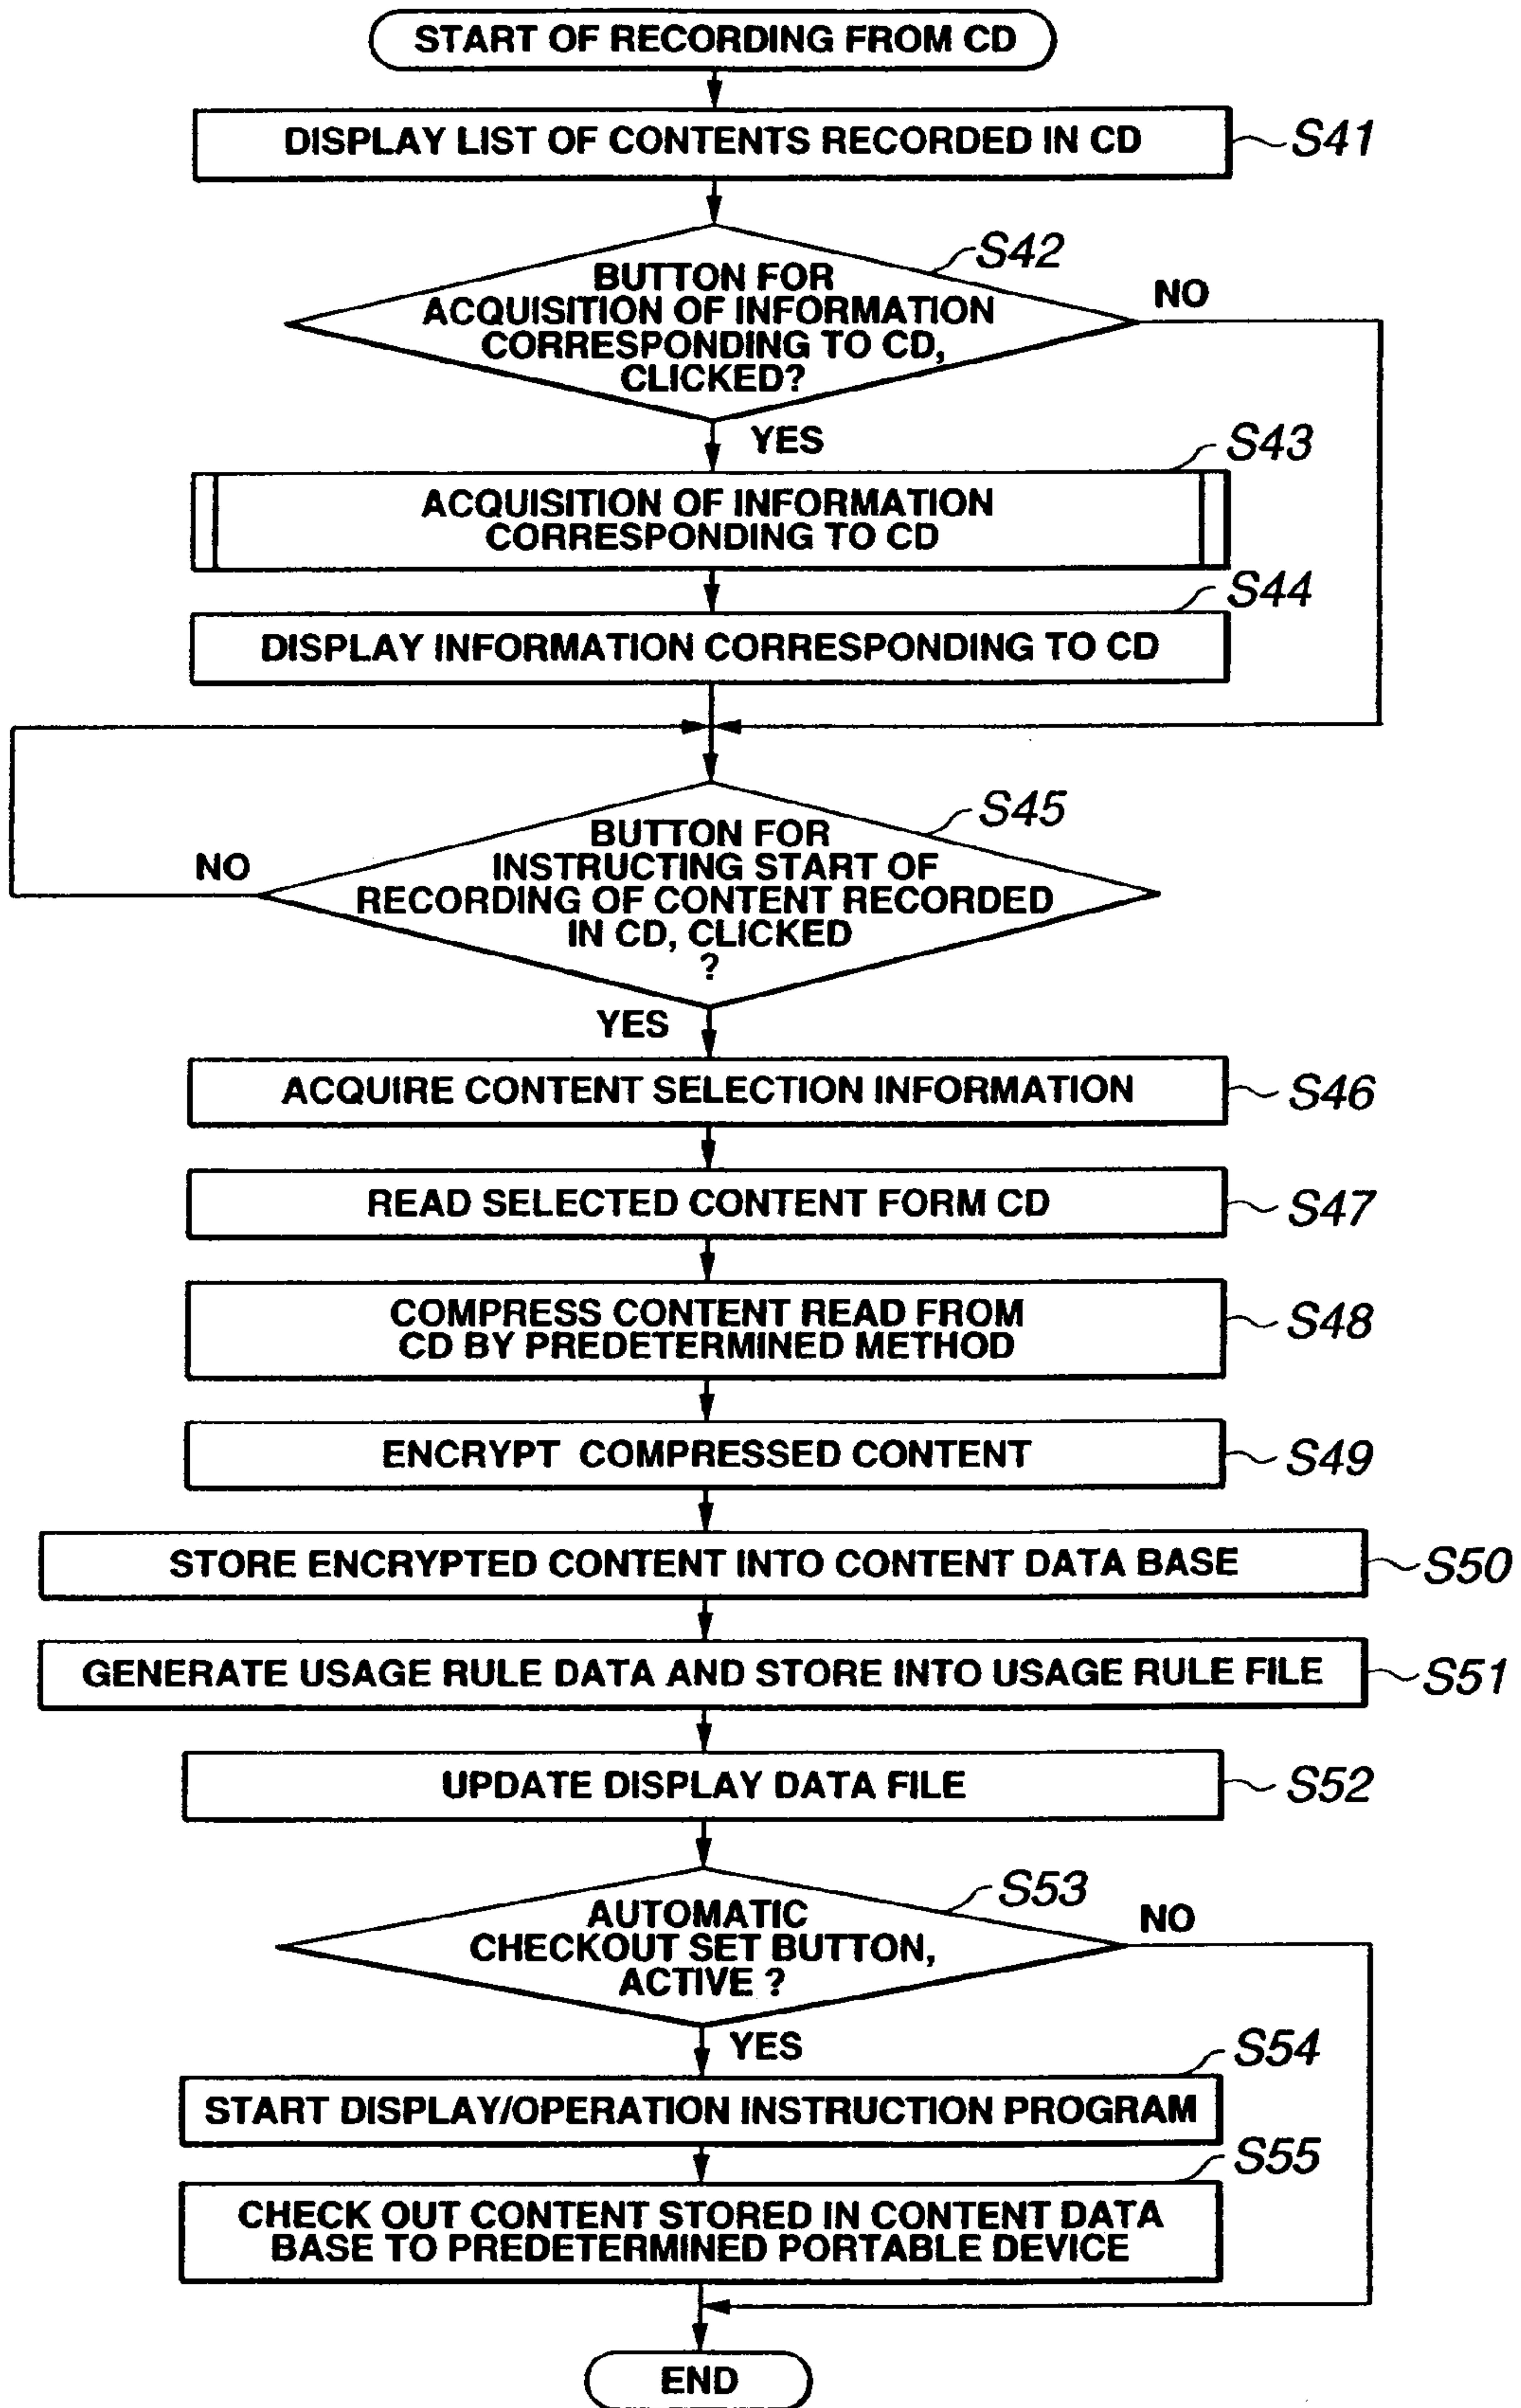 START OF RECORDING FROM CD
DISPLAY LIST OF CONTENTS RECORDED IN CD
S41
S42
BUTTON FOR
ACQUISITION OF INFORMATION
CORRESPONDING TO CD,
CLICKED?
NO
YES
S43
ACQUISITION OF INFORMATION
CORRESPONDING TO CD
S44
DISPLAY INFORMATION CORRESPONDING TO CD
S45
BUTTON FOR
INSTRUCTING START OF
RECORDING OF CONTENT RECORDED
IN CD, CLICKED
?
NO
YES
ACQUIRE CONTENT SELECTION INFORMATION
S46
READ SELECTED CONTENT FORM CD
S47
COMPRESS CONTENT READ FROM
CD BY PREDETERMINED METHOD
S48
ENCRYPT COMPRESSED CONTENT
S49
STORE ENCRYPTED CONTENT INTO CONTENT DATA BASE
S50
GENERATE USAGE RULE DATA AND STORE INTO USAGE RULE FILE
S51
UPDATE DISPLAY DATA FILE
S52
S53
AUTOMATIC
CHECKOUT SET BUTTON,
ACTIVE ?
NO
YES
S54
START DISPLAY/OPERATION INSTRUCTION PROGRAM
S55
CHECK OUT CONTENT STORED IN CONTENT DATA
BASE TO PREDETERMINED PORTABLE DEVICE
END